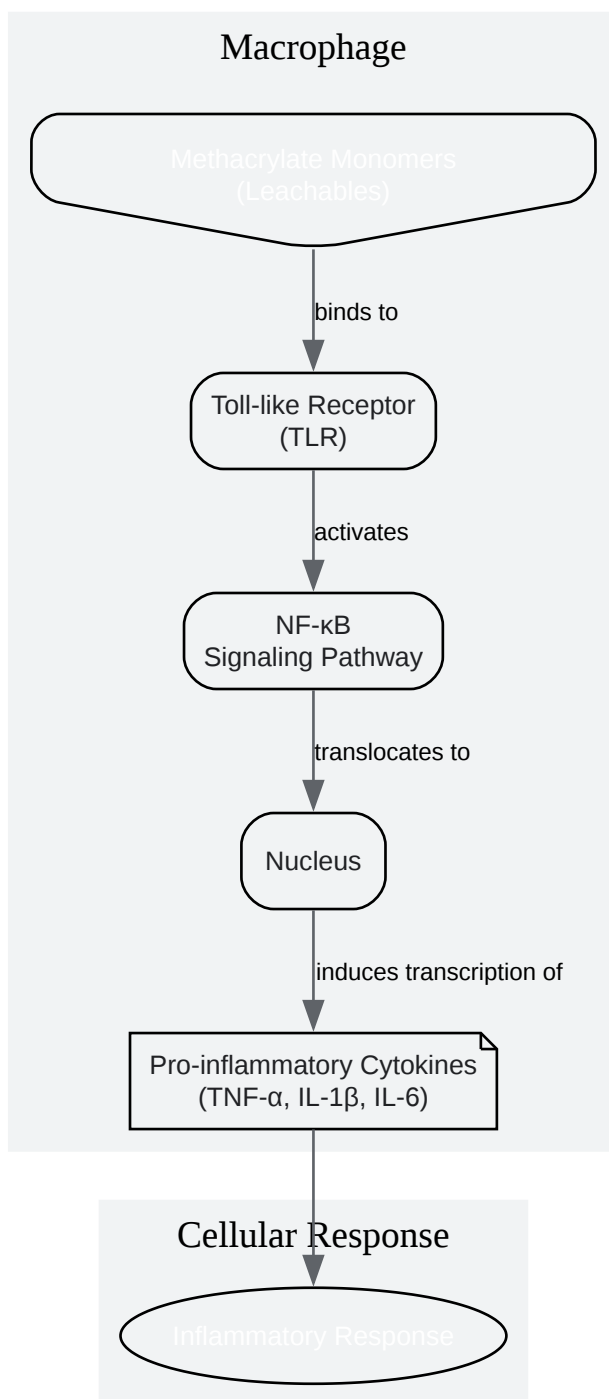 Macrophage
Methacrylate Monomers
(Leachables)
binds to
Toll-like Receptor
(TLR)
activates
NF-κB
Signaling Pathway
translocates to
Nucleus
induces transcription of
Pro-inflammatory Cytokines
(TNF-α, IL-1β, IL-6)
Cellular Response
Inflammatory Response